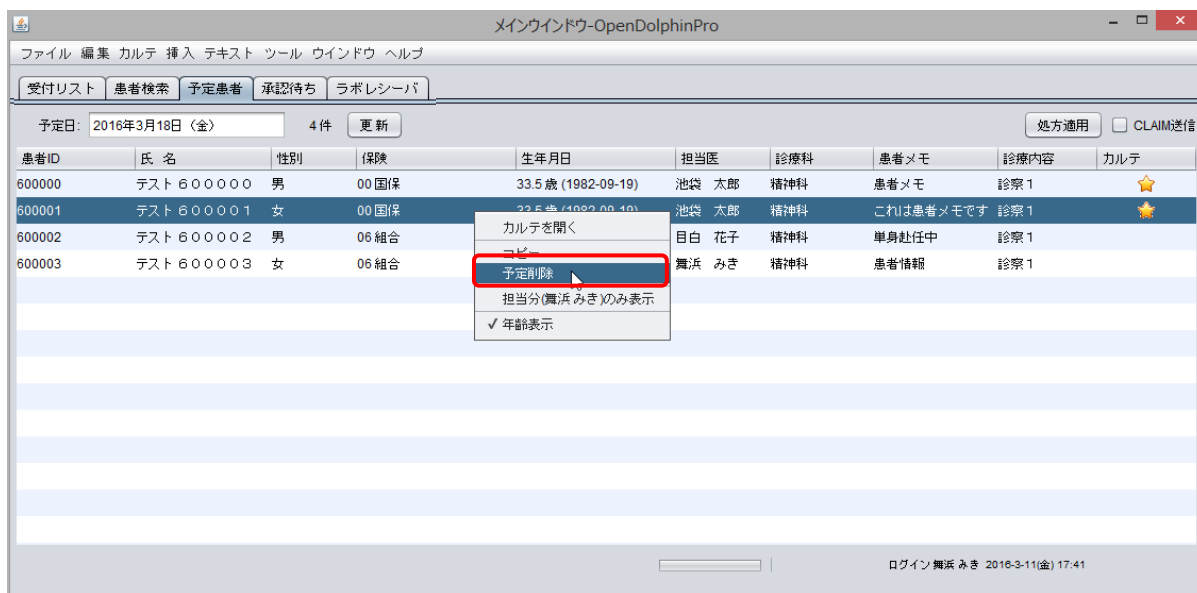 メインウインドウ-OpenDolphinPro
ファイル 編集 カルテ 挿入 テキスト ツール ウインドウ ヘルプ
受付リスト 患者検索 予定患者 承認待ち ラボレシーバ
予定日: 2016年3月18日（金） 4件 更新 処方適用 CLAIM送信
患者ID 氏 名 性別 保険 生年月日 担当医 診療科 患者メモ 診療内容 カルテ
600000 テスト６０００００ 男 00 国保 33.5 歳 (1982-09-19) 池袋 太郎 精神科 患者メモ 診察１
600001 テスト６００００１ 女 00 国保 33.5 歳 (1982-09-19) 池袋 太郎 精神科 これは患者メモです 診察１
600002 テスト６００００２ 男 06 組合 目白 花子 精神科 単身赴任中 診察１
600003 テスト６００００３ 女 06 組合 舞浜 みき 精神科 患者情報 診察１
カルテを開く
コピー
予定削除
担当分(舞浜 みき)のみ表示
✓ 年齢表示
ログイン 舞浜 みき 2016-3-11(金) 17:41